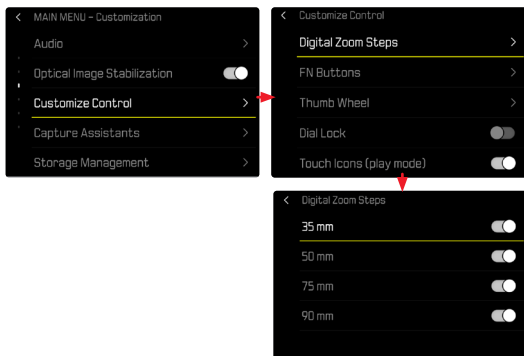 MAIN MENU – Customization
Audio
Optical Image Stabilization
Customize Control
Capture Assistants
Storage Management
Customize Control
Digital Zoom Steps
FN Buttons
Thumb Wheel
Dial Lock
Touch Icons (play mode)
Digital Zoom Steps
35 mm
50 mm
75 mm
90 mm